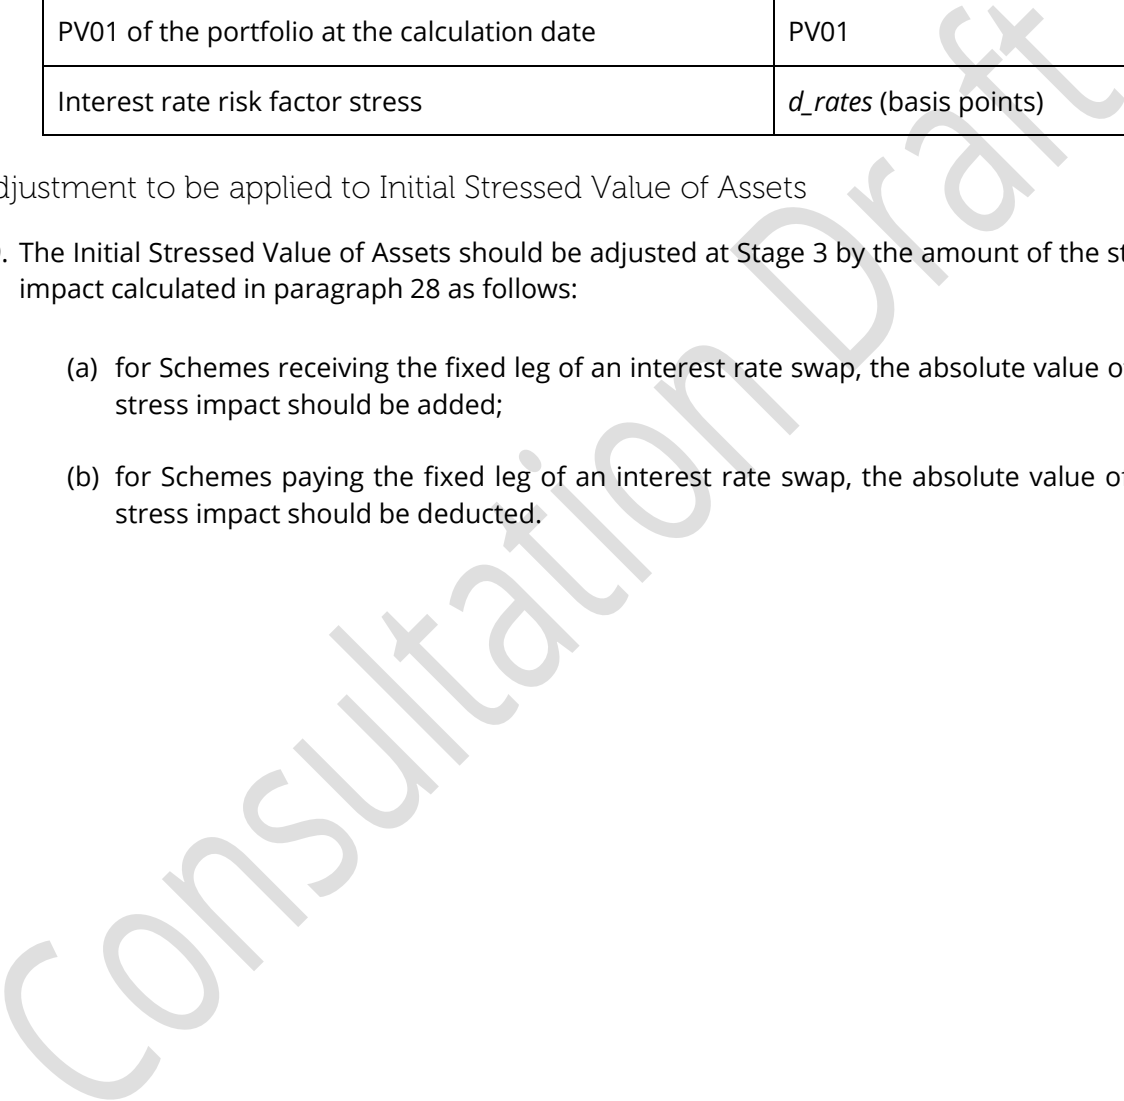 PV01 of the portfolio at the calculation date PV01
Interest rate risk factor stress d_rates (basis points)
djustment to be applied to Initial Stressed Value of Assets
. The Initial Stressed Value of Assets should be adjusted at Stage 3 by the amount of the
impact calculated in paragraph 28 as follows:
(a) for Schemes receiving the fixed leg of an interest rate swap, the absolute value
stress impact should be added;
(b) for Schemes paying the fixed leg of an interest rate swap, the absolute value
stress impact should be deducted.
Consultation Draft